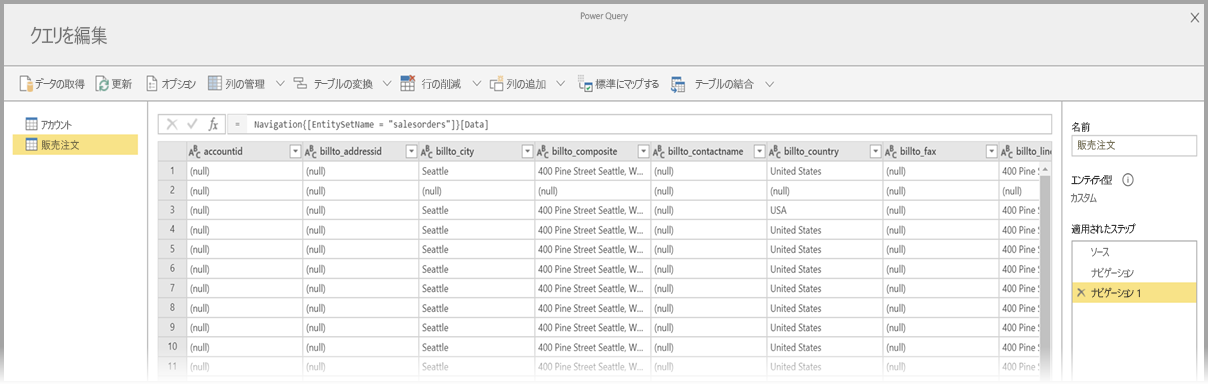 Power Query
クエリを編集
データの取得 更新 オプション 列の管理 テーブルの変換 行の削減 列の追加 標準にマップする テーブルの結合
アカウント
販売注文
fx = Navigation{[EntitySetName = "salesorders"]}[Data]
ABC accountid ABC billto_addressid ABC billto_city ABC billto_composite ABC billto_contactname ABC billto_country ABC billto_fax ABC billto_line
1 (null) (null) Seattle 400 Pine Street Seattle, W... (null) United States (null) 400 Pine S
2 (null) (null) (null) (null) (null) (null) (null) (null)
3 (null) (null) Seattle 400 Pine Street Seattle, W... (null) USA (null) 400 Pine S
4 (null) (null) Seattle 400 Pine Street Seattle, W... (null) United States (null) 400 Pine S
5 (null) (null) Seattle 400 Pine Street Seattle, W... (null) United States (null) 400 Pine S
6 (null) (null) Seattle 400 Pine Street Seattle, W... (null) United States (null) 400 Pine S
7 (null) (null) Seattle 400 Pine Street Seattle, W... (null) United States (null) 400 Pine S
8 (null) (null) Seattle 400 Pine Street Seattle, W... (null) United States (null) 400 Pine S
9 (null) (null) Seattle 400 Pine Street Seattle, W... (null) United States (null) 400 Pine S
10 (null) (null) Seattle 400 Pine Street Seattle, W... (null) United States (null) 400 Pine S
11 (null) (null) Seattle 400 Pine Street Seattle, W... (null) United States (null) 400 Pine S
名前
販売注文
エンティティ型
カスタム
適用されたステップ
ソース
ナビゲーション
ナビゲーション 1